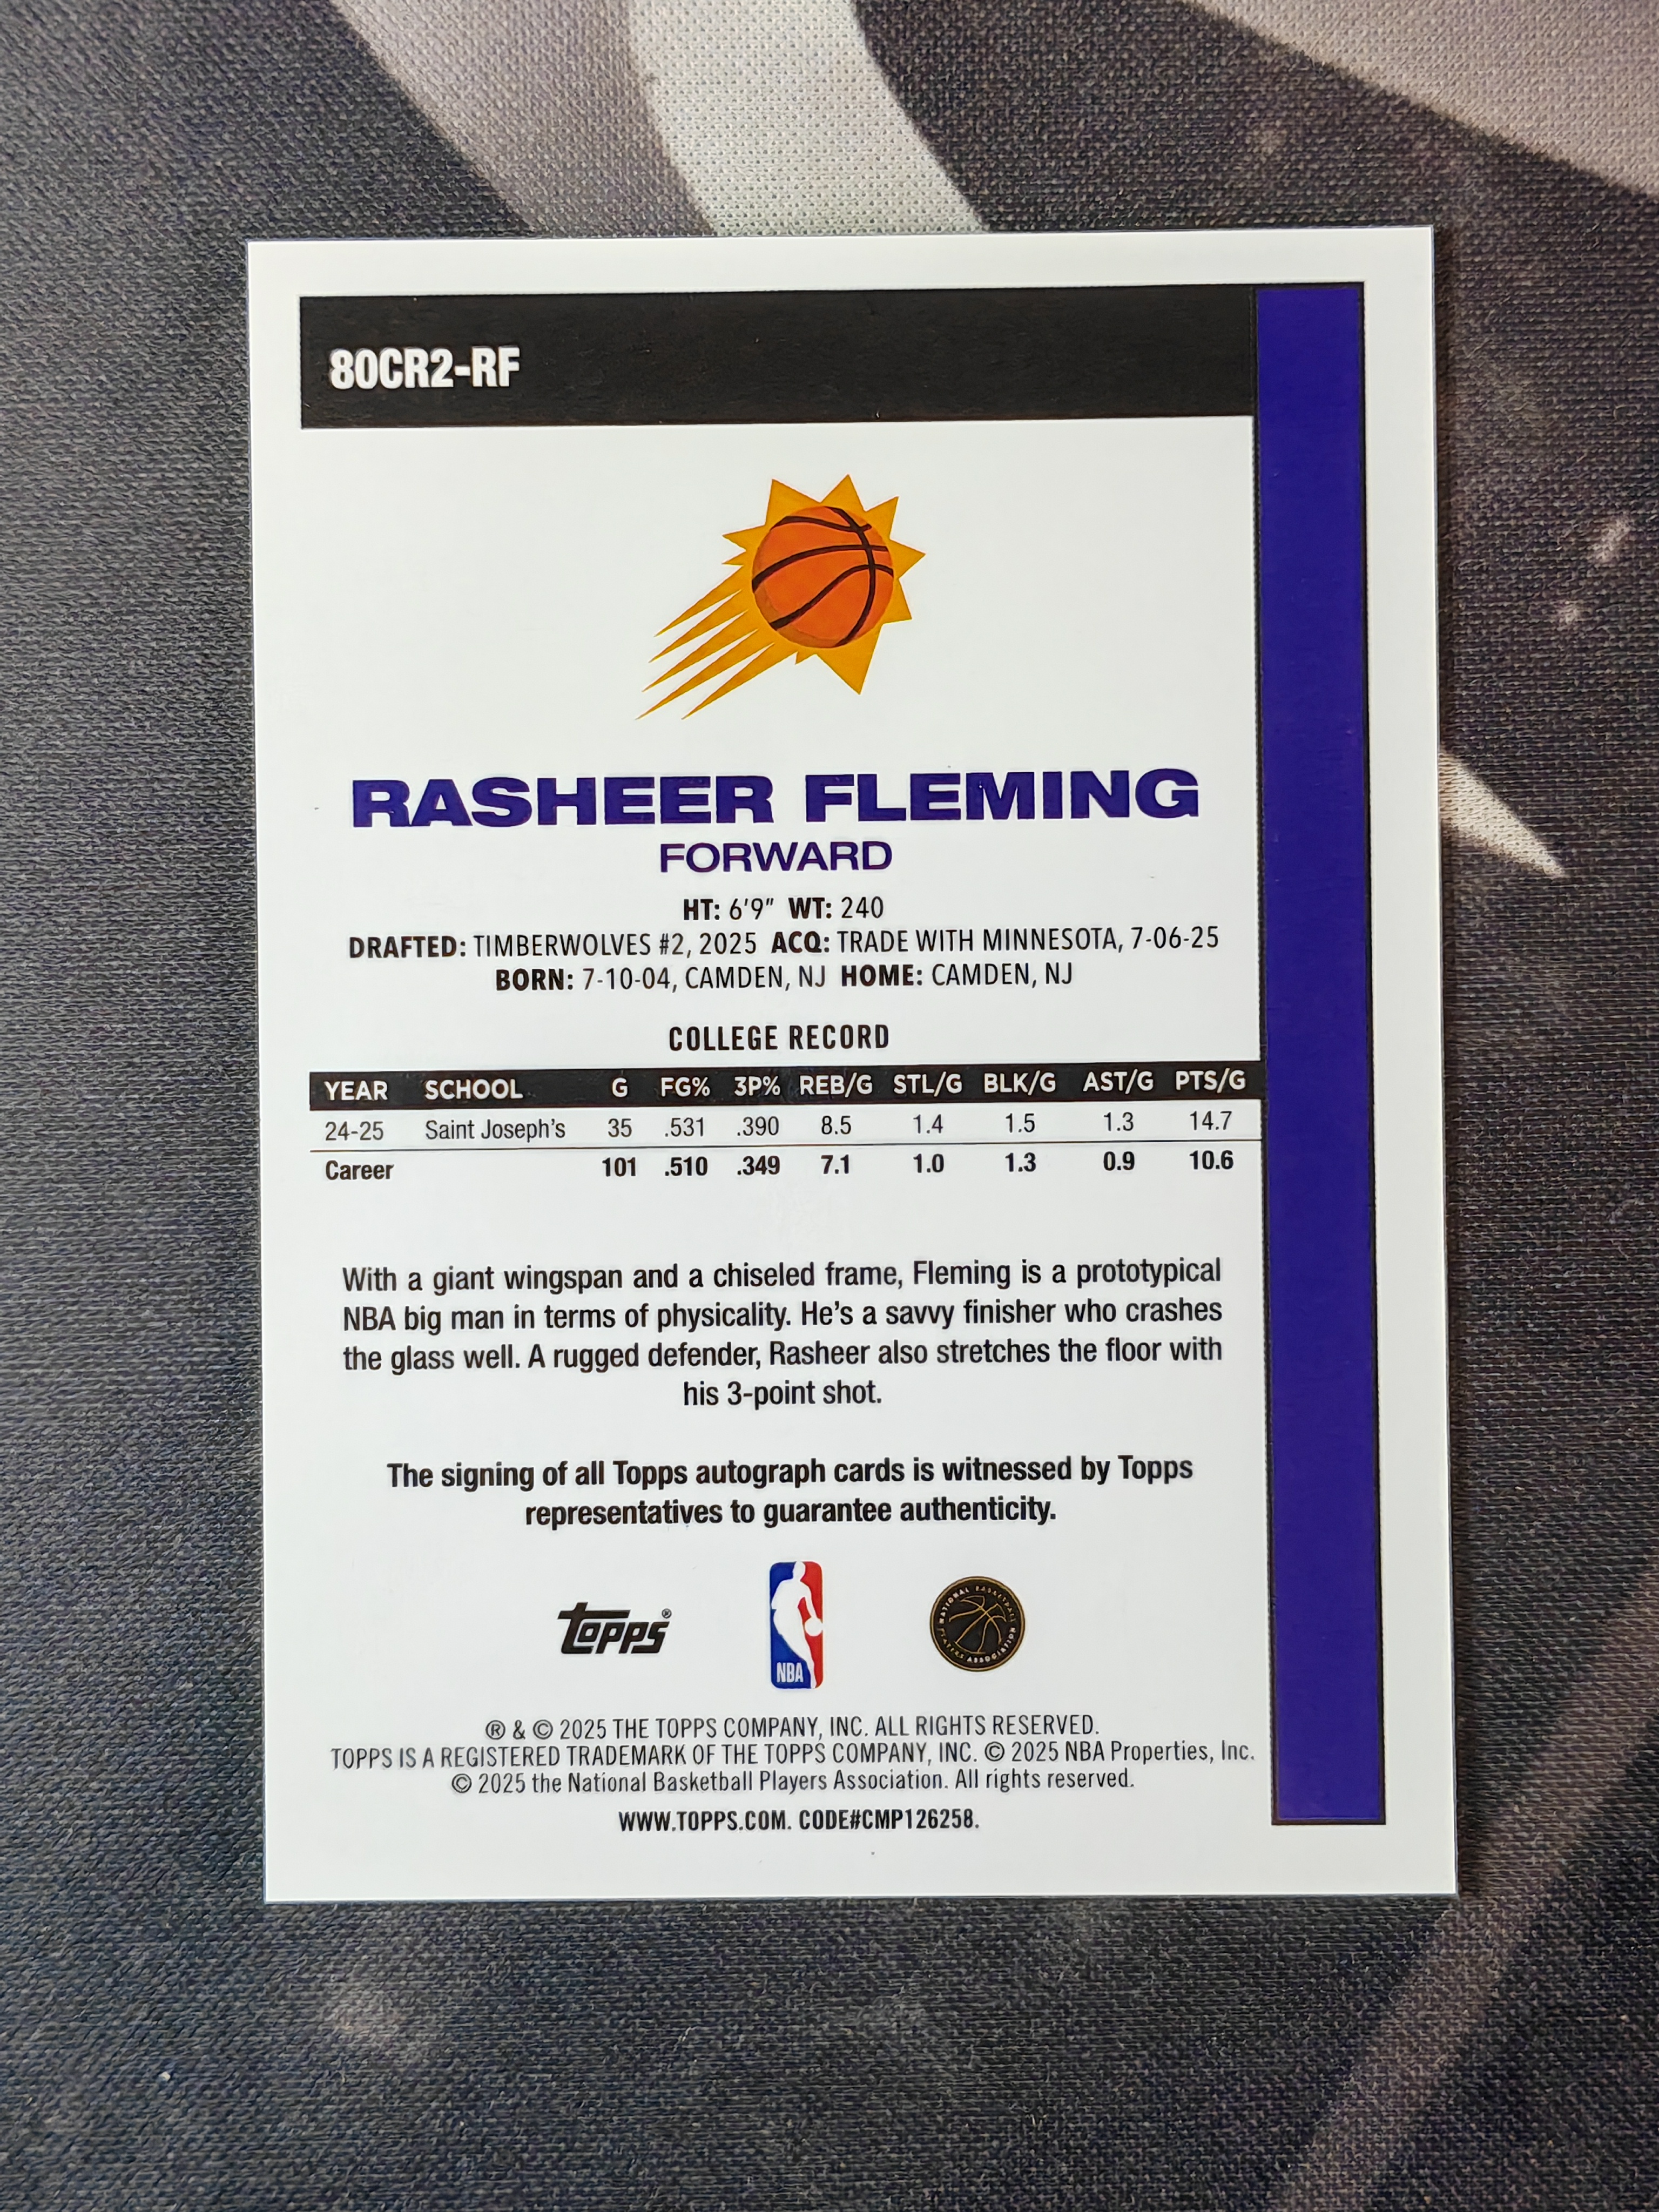 80CR2-RF
RASHEER FLEMING
FORWARD
HT: 6'9" WT: 240
DRAFTED: TIMBERWOLVES #2, 2025 ACQ: TRADE WITH MINNESOTA, 7-06-25
BORN: 7-10-04, CAMDEN, NJ HOME: CAMDEN, NJ
COLLEGE RECORD
YEAR SCHOOL G FG% 3P% REB/G STL/G BLK/G AST/G PTS/G
24-25 Saint Joseph's 35 .531 .390 8.5 1.4 1.5 1.3 14.7
Career 101 .510 .349 7.1 1.0 1.3 0.9 10.6
With a giant wingspan and a chiseled frame, Fleming is a prototypical
NBA big man in terms of physicality. He's a savvy finisher who crashes
the glass well. A rugged defender, Rasheer also stretches the floor with
his 3-point shot.
The signing of all Topps autograph cards is witnessed by Topps
representatives to guarantee authenticity.
topps®
NBA
NATIONAL BASKETBALL PLAYERS ASSOCIATION
® & © 2025 THE TOPPS COMPANY, INC. ALL RIGHTS RESERVED.
TOPPS IS A REGISTERED TRADEMARK OF THE TOPPS COMPANY, INC. © 2025 NBA Properties, Inc.
© 2025 the National Basketball Players Association. All rights reserved.
WWW.TOPPS.COM. CODE#CMP126258.